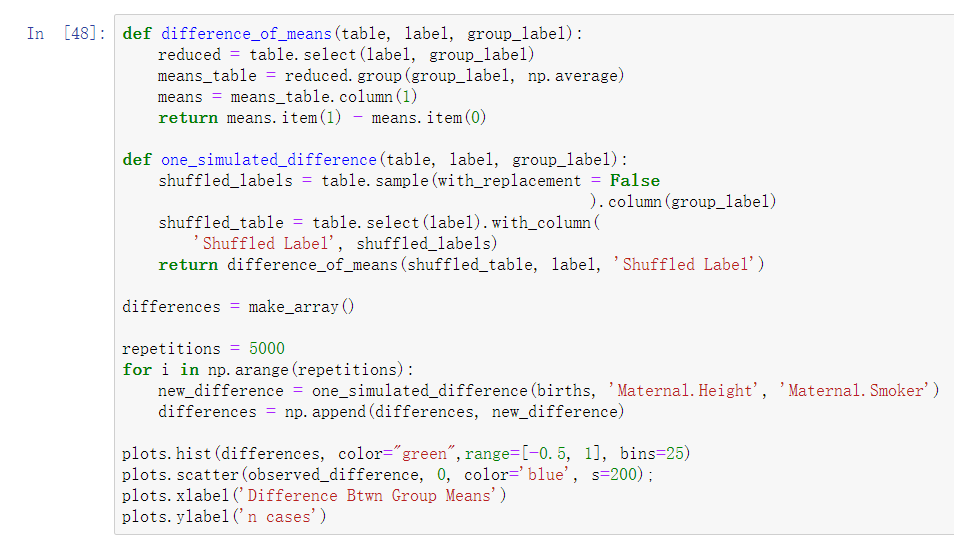 In [48]: def difference_of_means(table, label, group_label):
    reduced = table.select(label, group_label)
    means_table = reduced.group(group_label, np.average)
    means = means_table.column(1)
    return means.item(1) - means.item(0)

def one_simulated_difference(table, label, group_label):
    shuffled_labels = table.sample(with_replacement = False
                                                    ).column(group_label)
    shuffled_table = table.select(label).with_column(
        'Shuffled Label', shuffled_labels)
    return difference_of_means(shuffled_table, label, 'Shuffled Label')

differences = make_array()

repetitions = 5000
for i in np.arange(repetitions):
    new_difference = one_simulated_difference(births, 'Maternal.Height', 'Maternal.Smoker')
    differences = np.append(differences, new_difference)

plots.hist(differences, color="green",range=[-0.5, 1], bins=25)
plots.scatter(observed_difference, 0, color='blue', s=200);
plots.xlabel('Difference Btwn Group Means')
plots.ylabel('n cases')